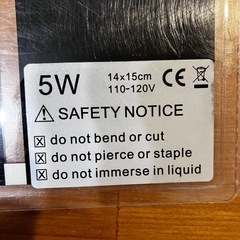 5W
14x15cm
110-120V
CE
⚠ SAFETY NOTICE
☒ do not bend or cut
☒ do not pierce or staple
☒ do not immerse in liquid